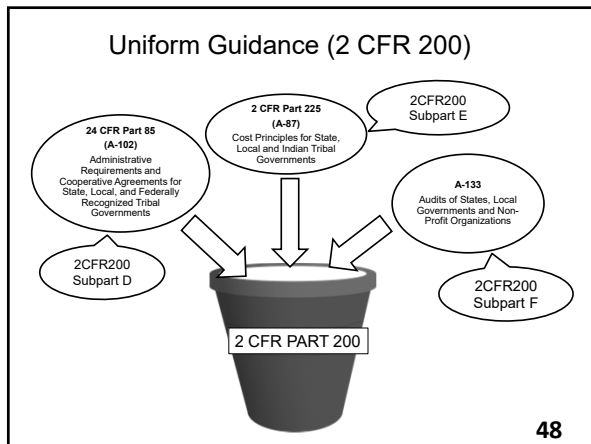 Uniform Guidance (2 CFR 200)
24 CFR Part 85
(A-102)
Administrative
Requirements and
Cooperative Agreements for
State, Local, and Federally
Recognized Tribal
Governments
2CFR200
Subpart D
2 CFR Part 225
(A-87)
Cost Principles for State,
Local and Indian Tribal
Governments
2CFR200
Subpart E
A-133
Audits of States, Local
Governments and Non-
Profit Organizations
2CFR200
Subpart F
2 CFR PART 200
48